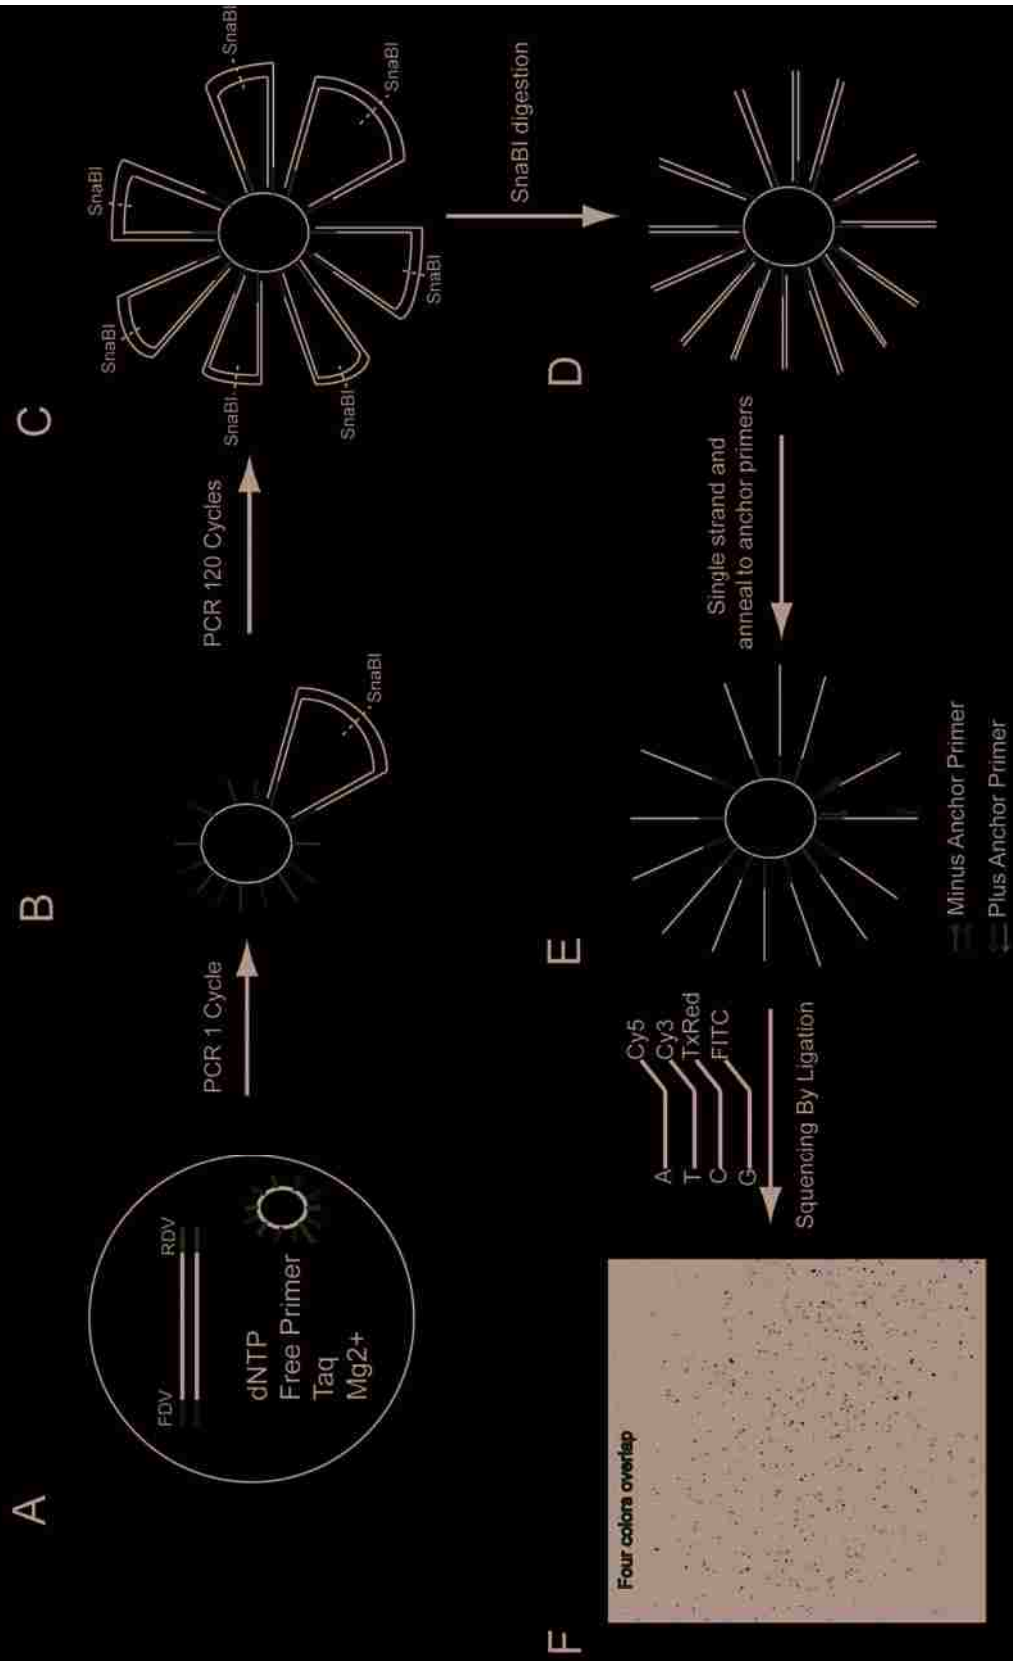 A
FDV
RDV
dNTP
Free Primer
Taq
Mg2+
PCR 1 Cycle
B
SnaBI
PCR 120 Cycles
C
SnaBI
SnaBI
SnaBI
SnaBI
SnaBI
SnaBI
SnaBI
SnaBI digestion
D
Single strand and
anneal to anchor primers
E
Minus Anchor Primer
Plus Anchor Primer
A Cy5
T Cy3
C TxRed
G FITC
Squencing By Ligation
F
Four colors overlap